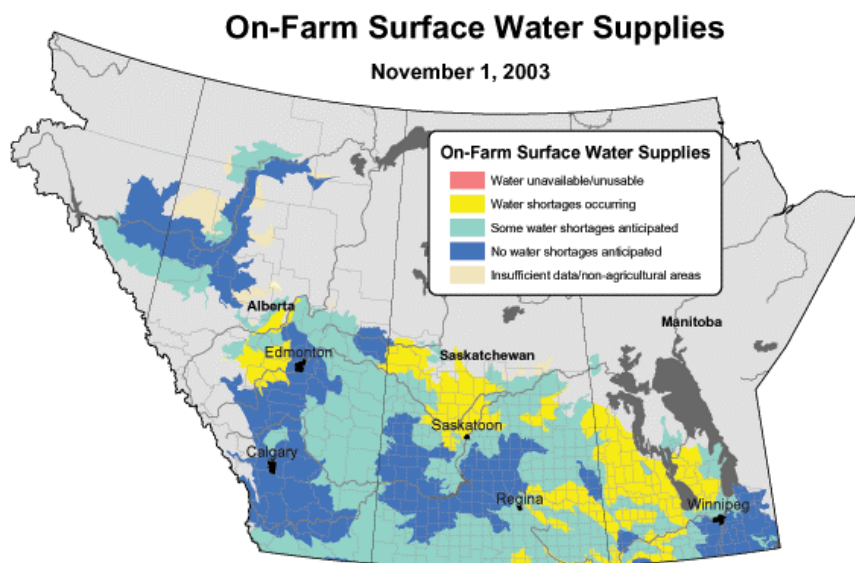 On-Farm Surface Water Supplies
November 1, 2003
On-Farm Surface Water Supplies
Water unavailable/unusable
Water shortages occurring
Some water shortages anticipated
No water shortages anticipated
Insufficient data/non-agricultural areas
Alberta
Manitoba
Edmonton
Saskatchewan
Saskatoon
Calgary
Regina
Winnipeg